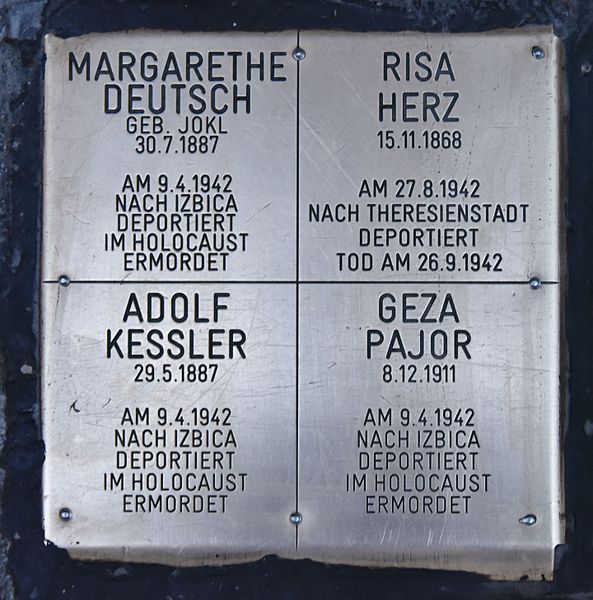 MARGARETHE
DEUTSCH
GEB. JOKL
30.7.1887
AM 9.4.1942
NACH IZBICA
DEPORTIERT
IM HOLOCAUST
ERMORDET
RISA
HERZ
15.11.1868
AM 27.8.1942
NACH THERESIENSTADT
DEPORTIERT
TOD AM 26.9.1942
ADOLF
KESSLER
29.5.1887
AM 9.4.1942
NACH IZBICA
DEPORTIERT
IM HOLOCAUST
ERMORDET
GEZA
PAJOR
8.12.1911
AM 9.4.1942
NACH IZBICA
DEPORTIERT
IM HOLOCAUST
ERMORDET